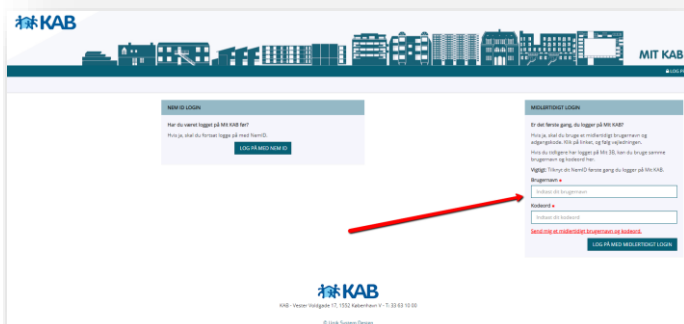 KAB
MIT KAB
LOG PÅ
NEM ID LOGIN
Har du været logget på Mit KAB før?
Hvis ja, skal du fortsat logge på med NemID.
LOG PÅ MED NEM ID
MIDLERTIDIGT LOGIN
Er det første gang, du logger på Mit KAB?
Hvis ja, skal du bruge et midlertidigt brugernavn og
adgangskode. Klik på linket, og følg vejledningen.
Hvis du tidligere har logget på Mit 3B, kan du bruge samme
brugernavn og kodeord her.
Vigtigt: Tilknyt dit NemID første gang du logger på Mit KAB.
Brugernavn
Indtast dit brugernavn
Kodeord
Indtast dit kodeord
Send mig et midlertidigt brugernavn og kodeord.
LOG PÅ MED MIDLERTIDIGT LOGIN
KAB
KAB - Vester Voldgade 17, 1552 København V - T: 33 63 10 00
© Unik System Design